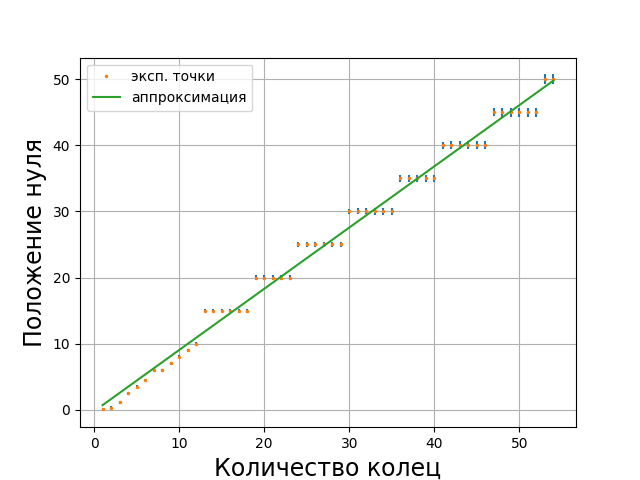 эксп. точки
аппроксимация
Положение нуля
50
40
30
20
10
0
0 10 20 30 40 50
Количество колец